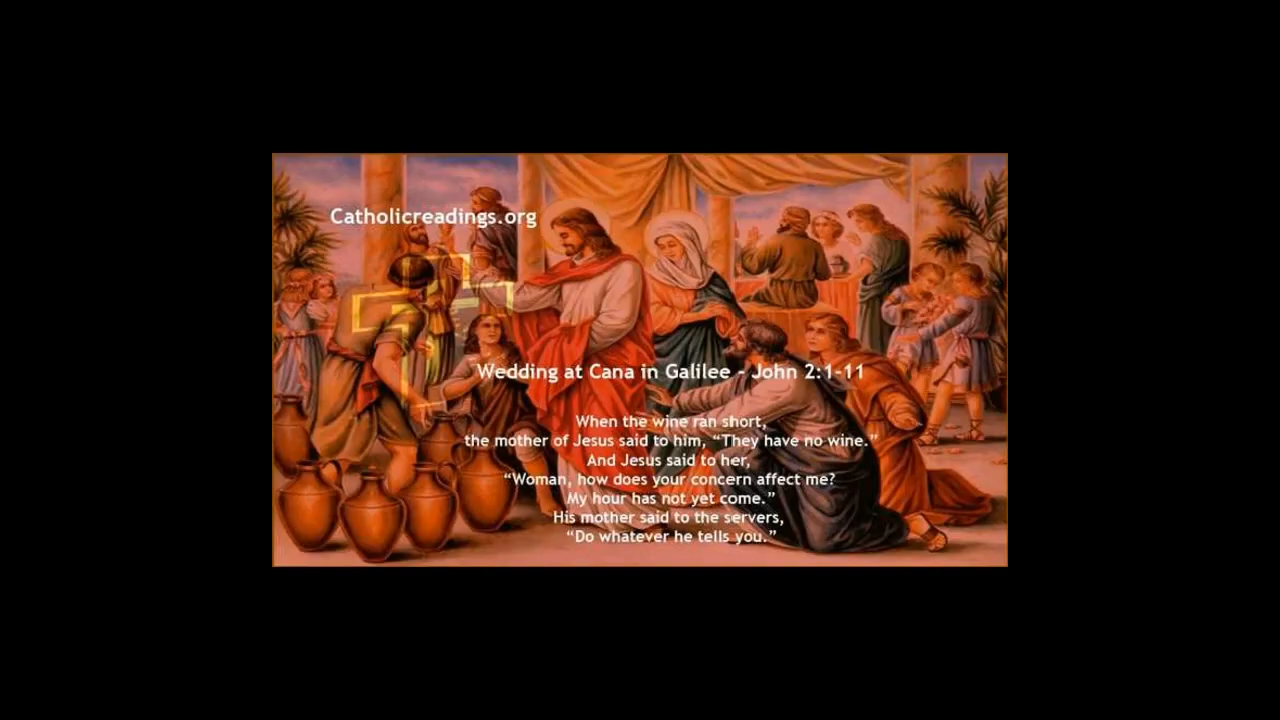 Catholicreadings.org
Wedding at Cana in Galilee - John 2:1-11
When the wine ran short,
the mother of Jesus said to him, “They have no wine.”
And Jesus said to her,
“Woman, how does your concern affect me?
My hour has not yet come.”
His mother said to the servers,
“Do whatever he tells you.”